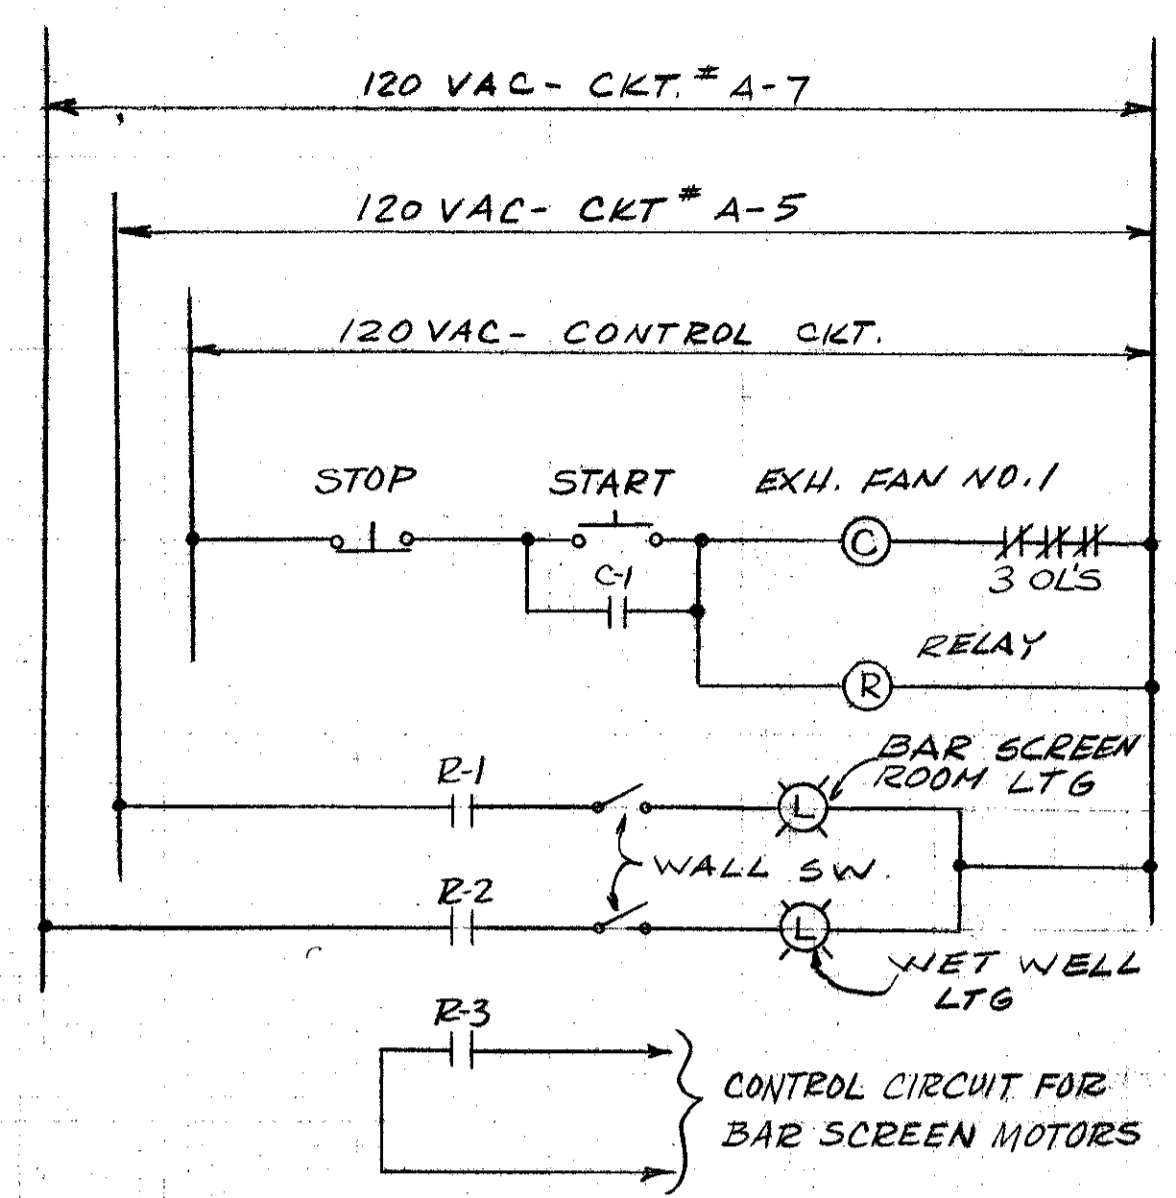 120 VAC- CKT. # A-7
120 VAC- CKT # A-5
120 VAC- CONTROL CKT.
STOP
START
EXH. FAN NO. 1
C
C-1
3 OL'S
RELAY
R
BAR SCREEN
ROOM LTG
R-1
L
WALL SW.
R-2
L
WET WELL
LTG
R-3
CONTROL CIRCUIT FOR
BAR SCREEN MOTORS